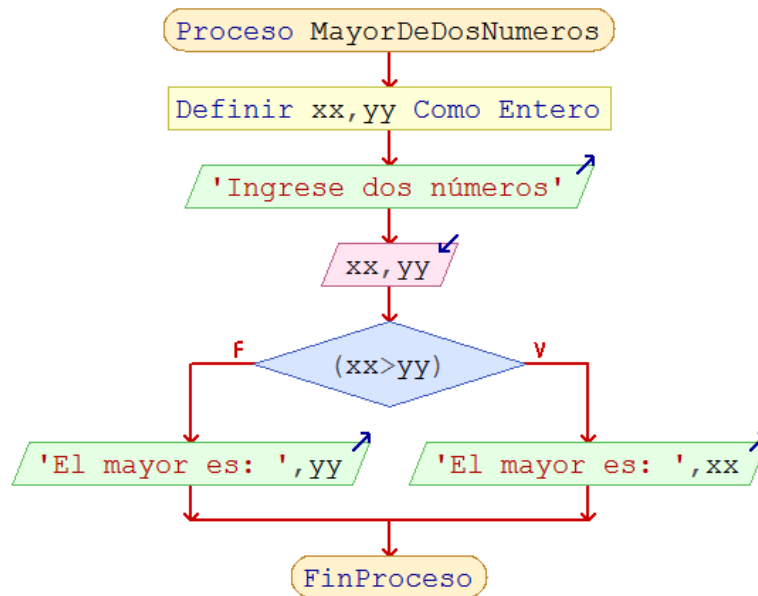 Proceso MayorDeDosNumeros
Definir xx,yy Como Entero
'Ingrese dos números'
xx,yy
F
V
(xx>yy)
'El mayor es: ',yy
'El mayor es: ',xx
FinProceso